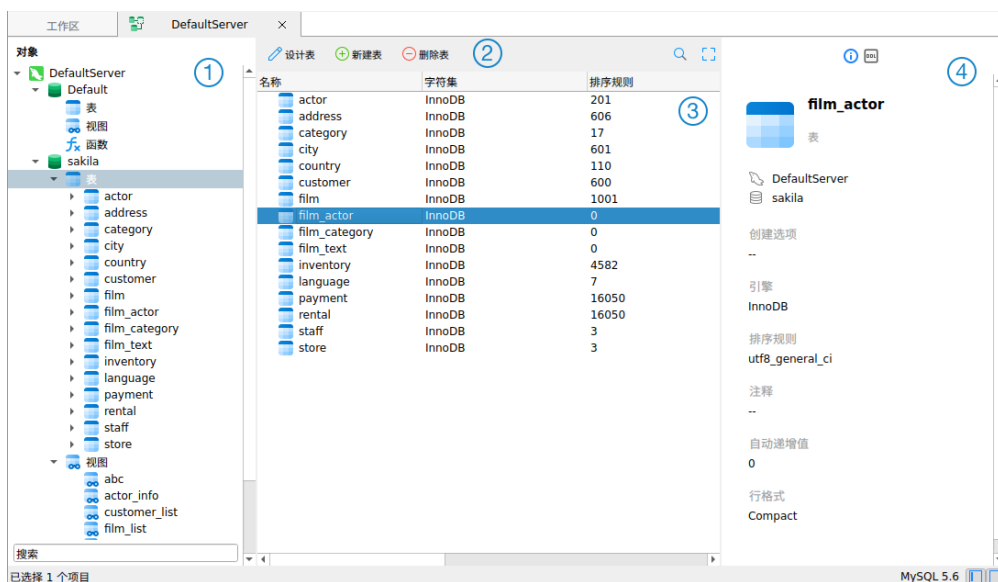 工作区
DefaultServer
对象
DefaultServer
Default
表
视图
函数
sakila
表
actor
address
category
city
country
customer
film
film_actor
film_category
film_text
inventory
language
payment
rental
staff
store
视图
abc
actor_info
customer_list
film_list
搜索
已选择 1 个项目
①
设计表 新建表 删除表 ②
名称 字符集 排序规则
actor InnoDB 201
address InnoDB 606
category InnoDB 17
city InnoDB 601
country InnoDB 110
customer InnoDB 600
film InnoDB 1001
film_actor InnoDB 0
film_category InnoDB 0
film_text InnoDB 0
inventory InnoDB 4582
language InnoDB 7
payment InnoDB 16050
rental InnoDB 16050
staff InnoDB 3
store InnoDB 3
③
DDL
④
film_actor
表
DefaultServer
sakila
创建选项
--
引擎
InnoDB
排序规则
utf8_general_ci
注释
--
自动递增值
0
行格式
Compact
MySQL 5.6